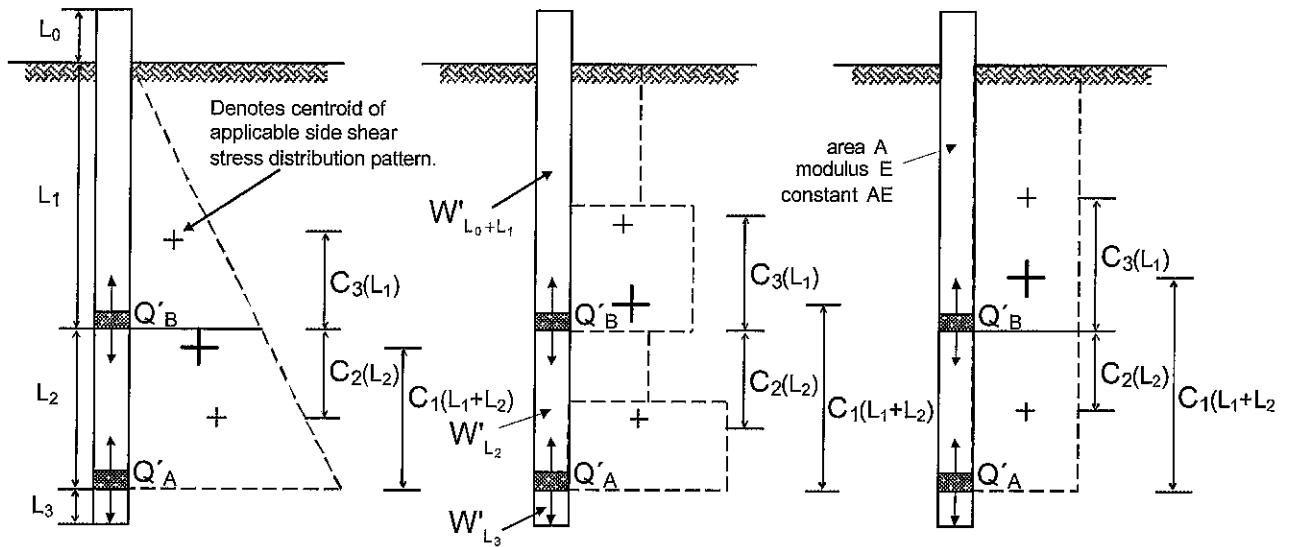 L₀
Denotes centroid of
applicable side shear
stress distribution pattern.
L₁
C₃(L₁)
Q´B
L₂
C₂(L₂)
C₁(L₁+L₂)
Q´A
L₃
W'L₀+L₁
C₃(L₁)
Q´B
C₂(L₂)
C₁(L₁+L₂)
W'L₂
Q´A
W'L₃
area A
modulus E
constant AE
C₃(L₁)
Q´B
C₂(L₂)
C₁(L₁+L₂
Q´A